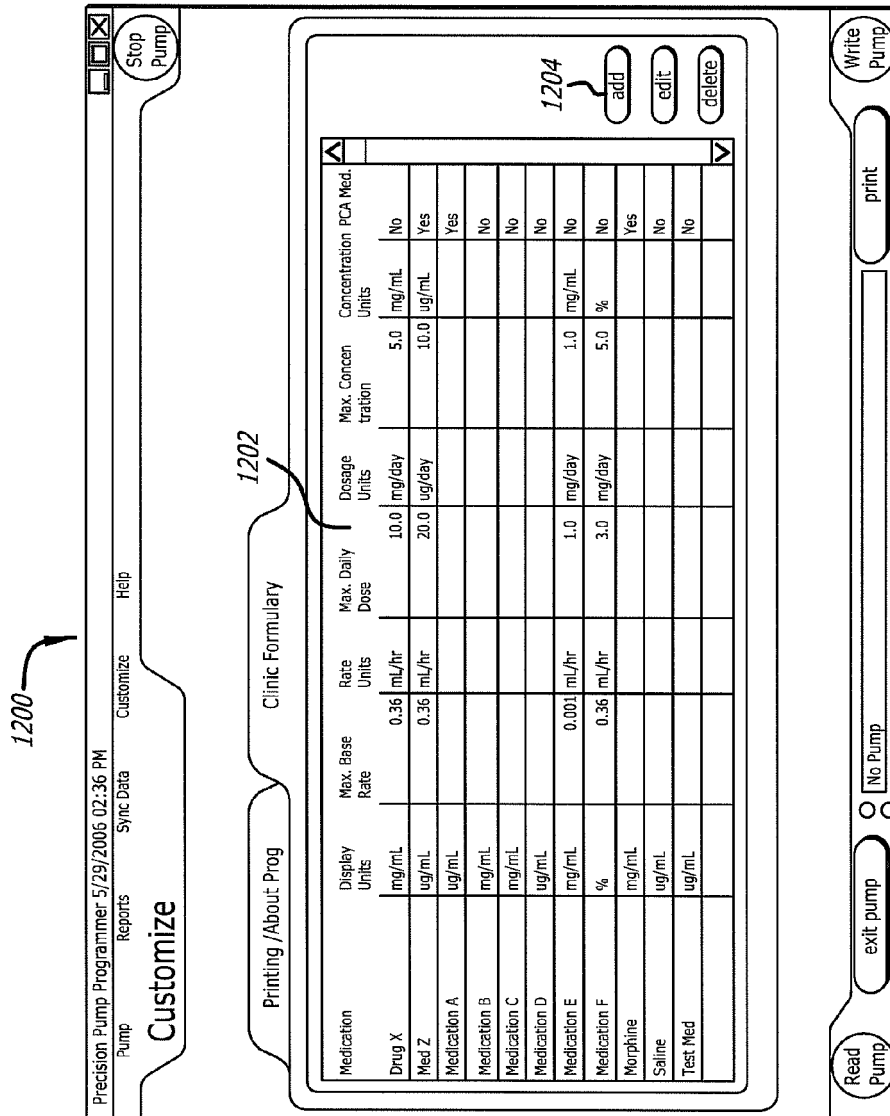 1200
Precision Pump Programmer 5/29/2006 02:36 PM
Pump Reports Sync Data Customize Help
Customize
Stop Pump
Printing /About Prog
Clinic Formulary
1202
Medication Display Units Max. Base Rate Rate Units Max. Daily Dose Dosage Units Max. Concen tration Concentration Units PCA Med.
Drug X mg/mL 0.36 mL/hr 10.0 mg/day 5.0 mg/mL No
Med Z ug/mL 0.36 mL/hr 20.0 ug/day 10.0 ug/mL Yes
Medication A ug/mL Yes
Medication B mg/mL No
Medication C mg/mL No
Medication D ug/mL No
Medication E mg/mL 0.001 mL/hr 1.0 mg/day 1.0 mg/mL No
Medication F % 0.36 mL/hr 3.0 mg/day 5.0 % No
Morphine mg/mL Yes
Saline ug/mL No
Test Med ug/mL No
1204
add
edit
delete
Read Pump
exit pump
No Pump
print
Write Pump